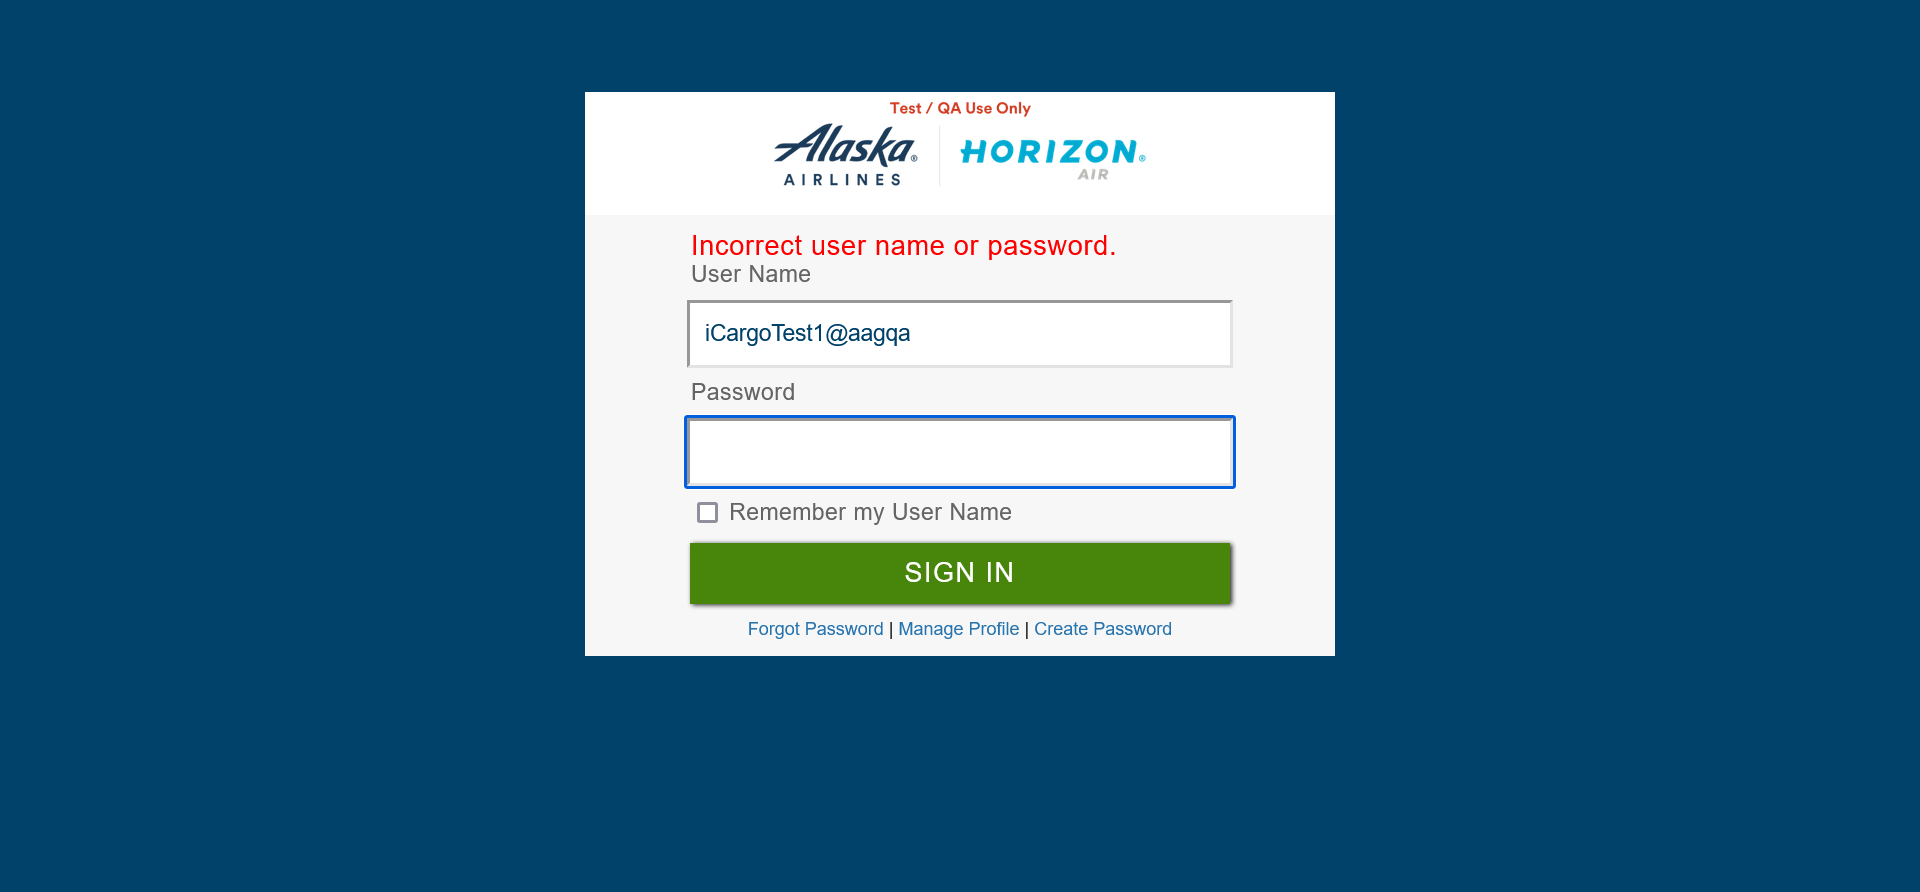 Test / QA Use Only
Alaska® HORIZON®
AIRLINES AIR
Incorrect user name or password.
User Name
iCargoTest1@aagqa
Password
Remember my User Name
SIGN IN
Forgot Password | Manage Profile | Create Password